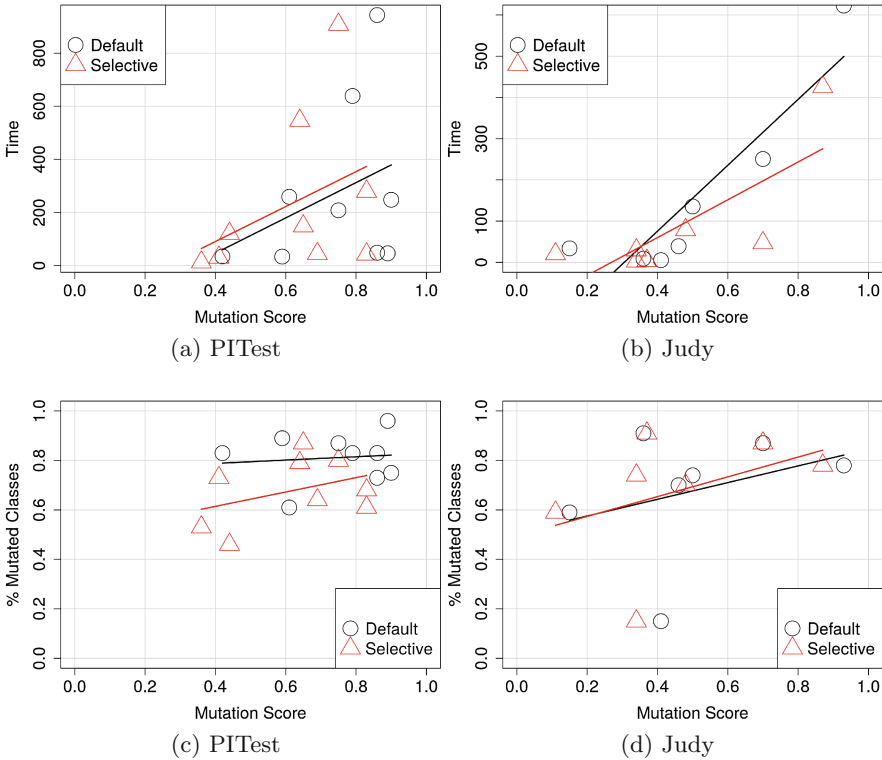 Time
800
600
400
200
0
Default
Selective
0.0 0.2 0.4 0.6 0.8 1.0
Mutation Score
(a) PITest
Time
500
300
100
0
Default
Selective
0.0 0.2 0.4 0.6 0.8 1.0
Mutation Score
(b) Judy
% Mutated Classes
1.0
0.8
0.6
0.4
0.2
0.0
Default
Selective
0.0 0.2 0.4 0.6 0.8 1.0
Mutation Score
(c) PITest
% Mutated Classes
1.0
0.8
0.6
0.4
0.2
0.0
Default
Selective
0.0 0.2 0.4 0.6 0.8 1.0
Mutation Score
(d) Judy